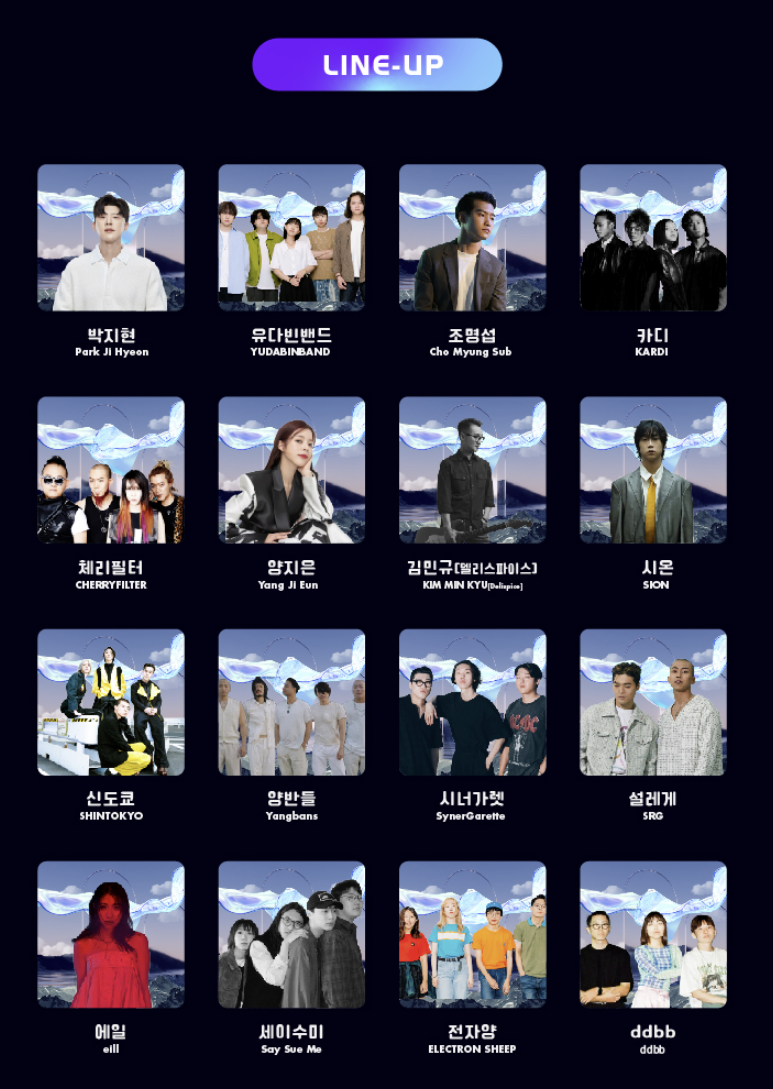 LINE-UP
박지현
Park Ji Hyeon
유다빈밴드
YUDABINBAND
조명섭
Cho Myung Sub
카디
KARDI
체리필터
CHERRYFILTER
양지은
Yang Ji Eun
김민규[델리스파이스]
KIM MIN KYU[Delispice]
시온
SION
신도쿄
SHINTOKYO
양반들
Yangbans
시너가렛
SynerGarette
설레게
SRG
에일
eill
세이수미
Say Sue Me
전자양
ELECTRON SHEEP
ddbb
ddbb